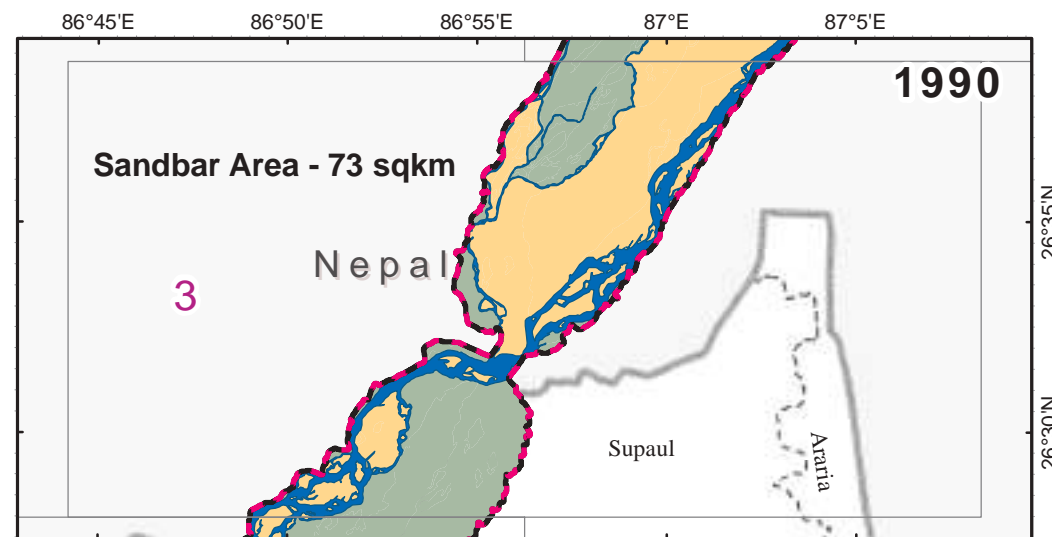 86°45'E 86°50'E 86°55'E 87°E 87°5'E
1990
Sandbar Area - 73 sqkm
26°35'N
Nepal
3
26°30'N
Supaul
Araria